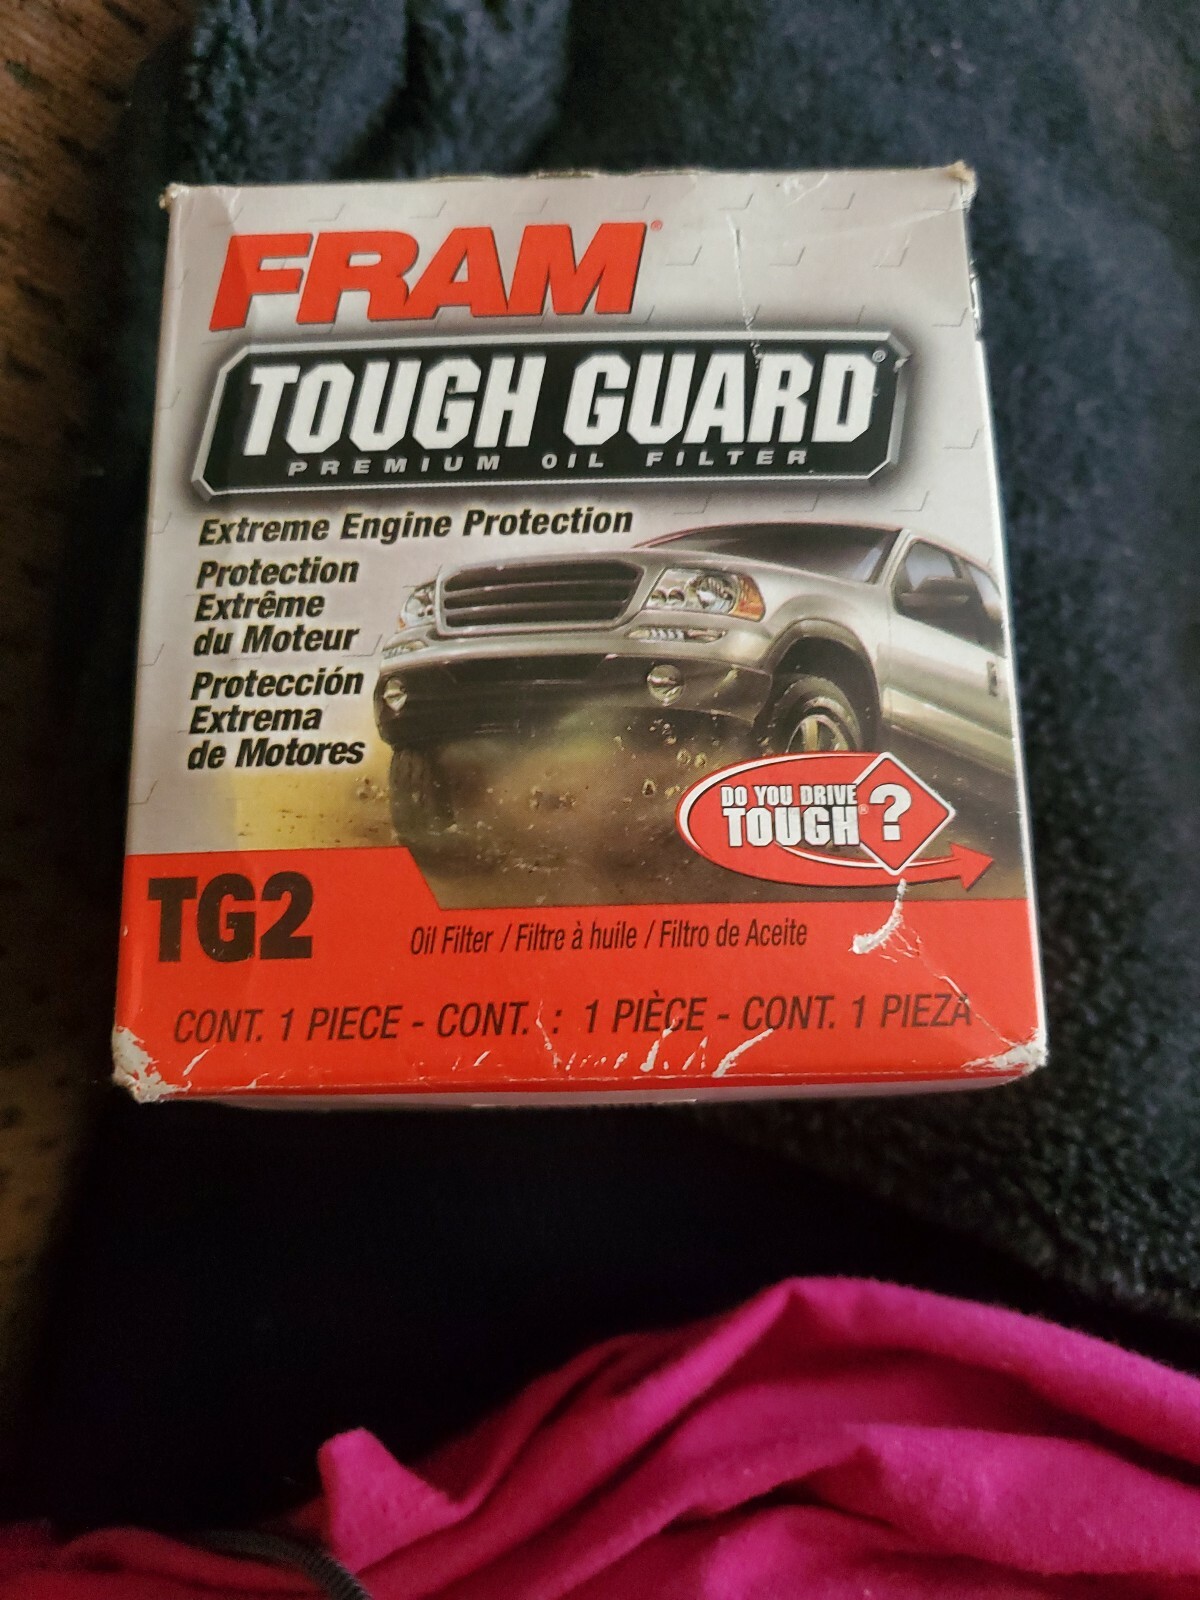 FRAM®
TOUGH GUARD®
PREMIUM OIL FILTER
Extreme Engine Protection
Protection
Extrême
du Moteur
Protección
Extrema
de Motores
DO YOU DRIVE
TOUGH®?
TG2
Oil Filter / Filtre à huile / Filtro de Aceite
CONT. 1 PIECE - CONT. : 1 PIÈCE - CONT. 1 PIEZA